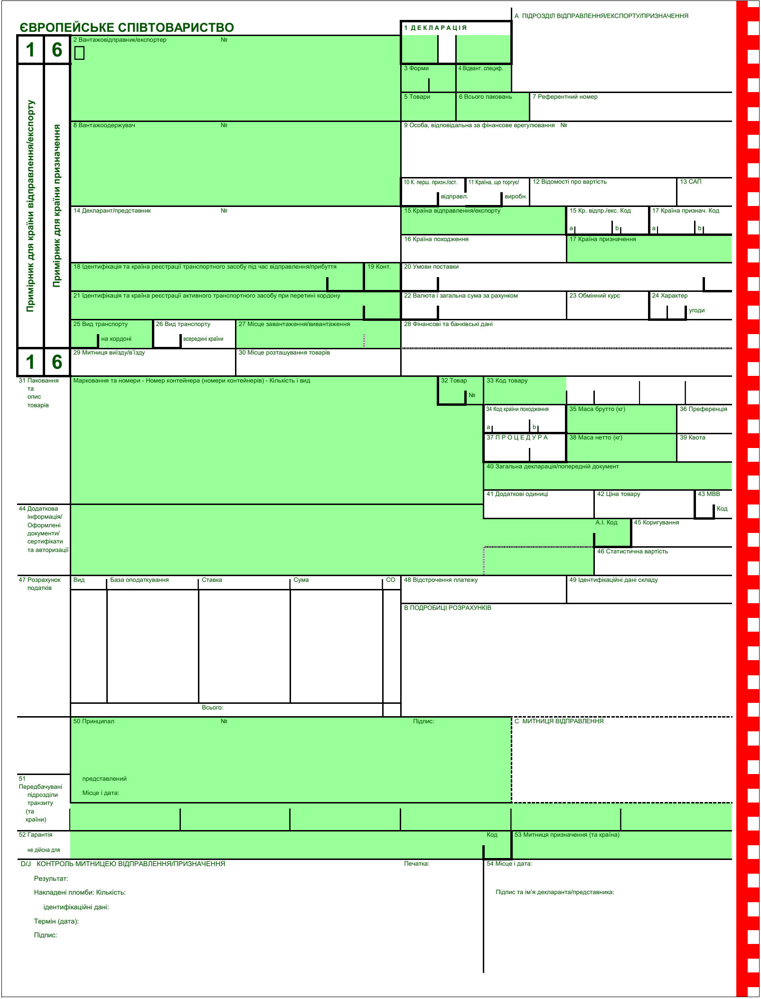 А ПІДРОЗДІЛ ВІДПРАВЛЕННЯ/ЕКСПОРТУ/ПРИЗНАЧЕННЯ
ЄВРОПЕЙСЬКЕ СПІВТОВАРИСТВО
1 ДЕКЛАРАЦІЯ
1 6
2 Вантажовідправник/експортер №
3 Форми
4 Відвант. специф.
5 Товари
6 Всього паковань
7 Референтний номер
Примірник для країни відправлення/експорту
Примірник для країни призначення
8 Вантажоодержувач №
9 Особа, відповідальна за фінансове врегулювання №
10 К. перш. призн./ост.
відправл.
11 Країна, що торгує/
виробн.
12 Відомості про вартість
13 САП
14 Декларант/представник №
15 Країна відправлення/експорту
15 Кр. відпр./екс. Код
a b
17 Країна признач. Код
a b
16 Країна походження
17 Країна призначення
18 Ідентифікація та країна реєстрації транспортного засобу під час відправлення/прибуття
19 Конт.
20 Умови поставки
21 Ідентифікація та країна реєстрації активного транспортного засобу при перетині кордону
22 Валюта і загальна сума за рахунком
23 Обмінний курс
24 Характер
угоди
25 Вид транспорту
на кордоні
26 Вид транспорту
всередині країни
27 Місце завантаження/вивантаження
28 Фінансові та банківські дані
1 6
29 Митниця виїзду/в'їзду
30 Місце розташування товарів
31 Паковання
та
опис
товарів
Марковання та номери - Номер контейнера (номери контейнерів) - Кількість і вид
32 Товар
№
33 Код товару
34 Код країни походження
a b
35 Маса брутто (кг)
36 Преференція
37 ПРОЦЕДУРА
38 Маса нетто (кг)
39 Квота
40 Загальна декларація/попередній документ
41 Додаткові одиниці
42 Ціна товару
43 МВВ
Код
44 Додаткова
інформація/
Оформлені
документи/
сертифікати
та авторизації
А.І. Код
45 Коригування
46 Статистична вартість
47 Розрахунок
податків
Вид База оподаткування Ставка Сума СО
48 Відстрочення платежу
49 Ідентифікаційні дані складу
В ПОДРОБИЦІ РОЗРАХУНКІВ
Всього:
50 Принципал № Підпис:
С МИТНИЦЯ ВІДПРАВЛЕННЯ
представлений
Місце і дата:
51
Передбачувані
підрозділи
транзиту
(та
країни)
52 Гарантія
не дійсна для
Код
53 Митниця призначення (та країна)
D/J КОНТРОЛЬ МИТНИЦЕЮ ВІДПРАВЛЕННЯ/ПРИЗНАЧЕННЯ
Печатка:
54 Місце і дата:
Результат:
Накладені пломби: Кількість:
Підпис та ім'я декларанта/представника:
ідентифікаційні дані:
Термін (дата):
Підпис: